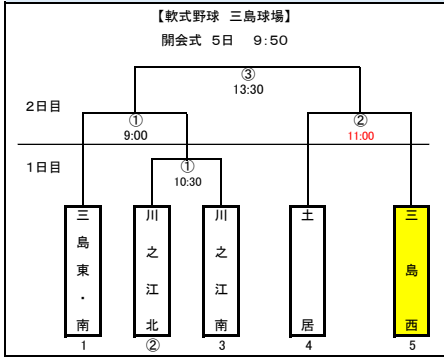 【軟式野球 三島球場】
開会式 5日 9:50
③
13:30
2日目
①
9:00
②
11:00
1日目
①
10:30
三島東・南
川之江北
川之江南
土居
三島西
1 ② 3 4 5